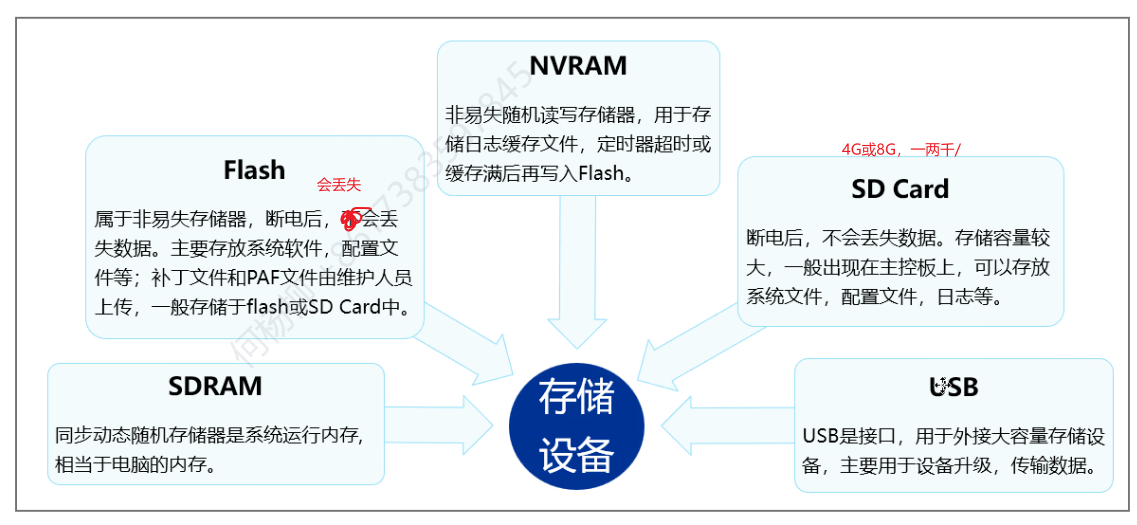 NVRAM
非易失随机读写存储器，用于存
储日志缓存文件，定时器超时或
缓存满后再写入Flash。
Flash
会丢失
属于非易失存储器，断电后，会丢
失数据。主要存放系统软件，配置文
件等；补丁文件和PAF文件由维护人员
上传，一般存储于flash或SD Card中。
4G或8G，一两千/
SD Card
断电后，不会丢失数据。存储容量较
大，一般出现在主控板上，可以存放
系统文件，配置文件，日志等。
SDRAM
同步动态随机存储器是系统运行内存,
相当于电脑的内存。
存储
设备
USB
USB是接口，用于外接大容量存储设
备，主要用于设备升级，传输数据。